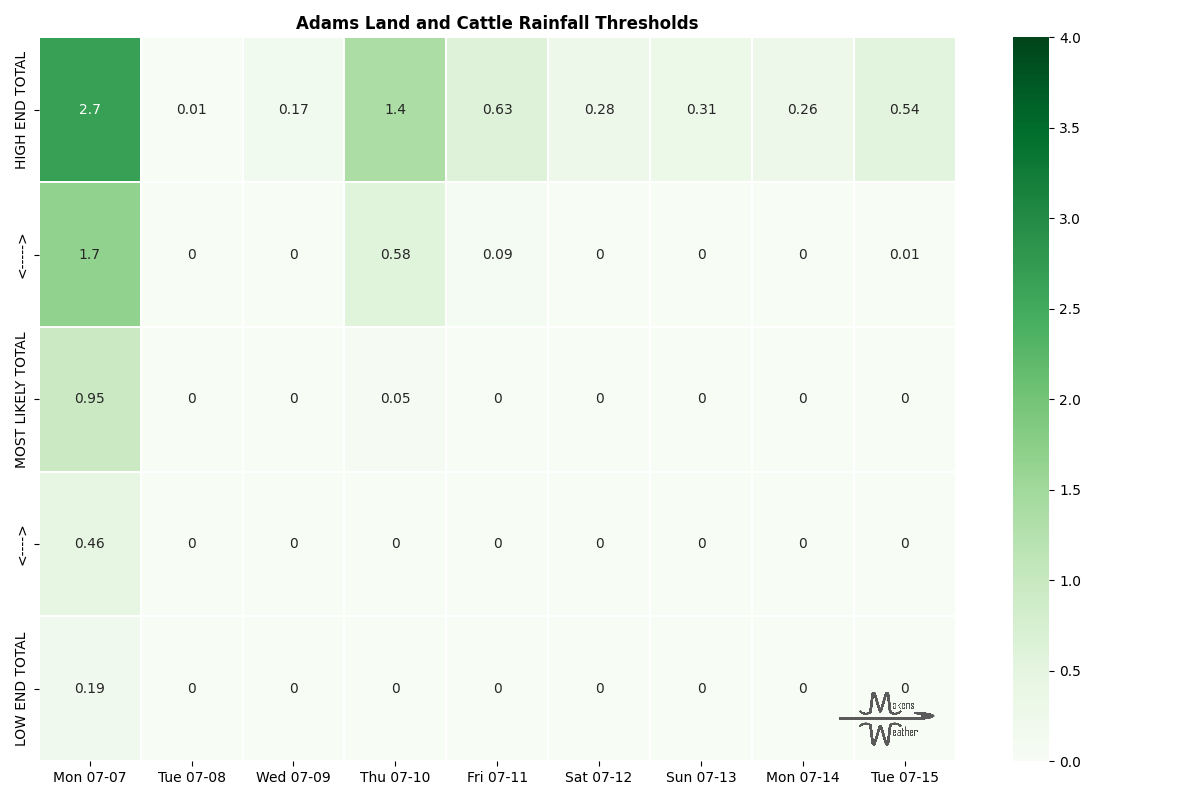 Adams Land and Cattle Rainfall Thresholds
HIGH END TOTAL
2.7 0.01 0.17 1.4 0.63 0.28 0.31 0.26 0.54
<----->
1.7 0 0 0.58 0.09 0 0 0 0.01
MOST LIKELY TOTAL
0.95 0 0 0.05 0 0 0 0 0
<---->
0.46 0 0 0 0 0 0 0 0
LOW END TOTAL
0.19 0 0 0 0 0 0 0 0
Makens
Weather
Mon 07-07 Tue 07-08 Wed 07-09 Thu 07-10 Fri 07-11 Sat 07-12 Sun 07-13 Mon 07-14 Tue 07-15
4.0
3.5
3.0
2.5
2.0
1.5
1.0
0.5
0.0